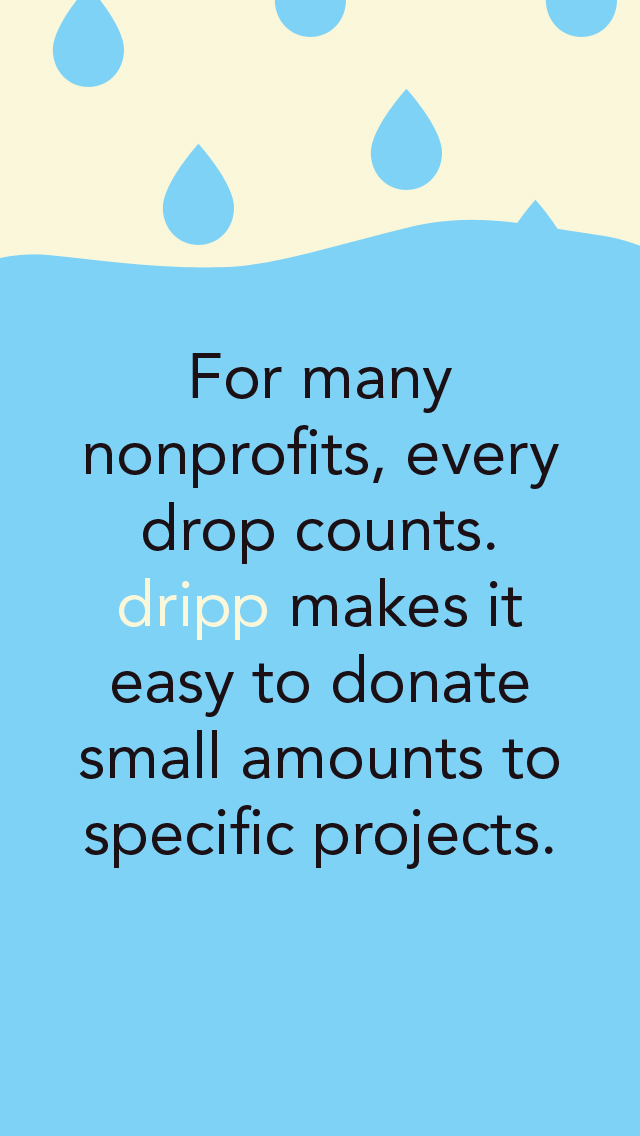 For many
nonprofits, every
drop counts.
dripp makes it
easy to donate
small amounts to
specific projects.